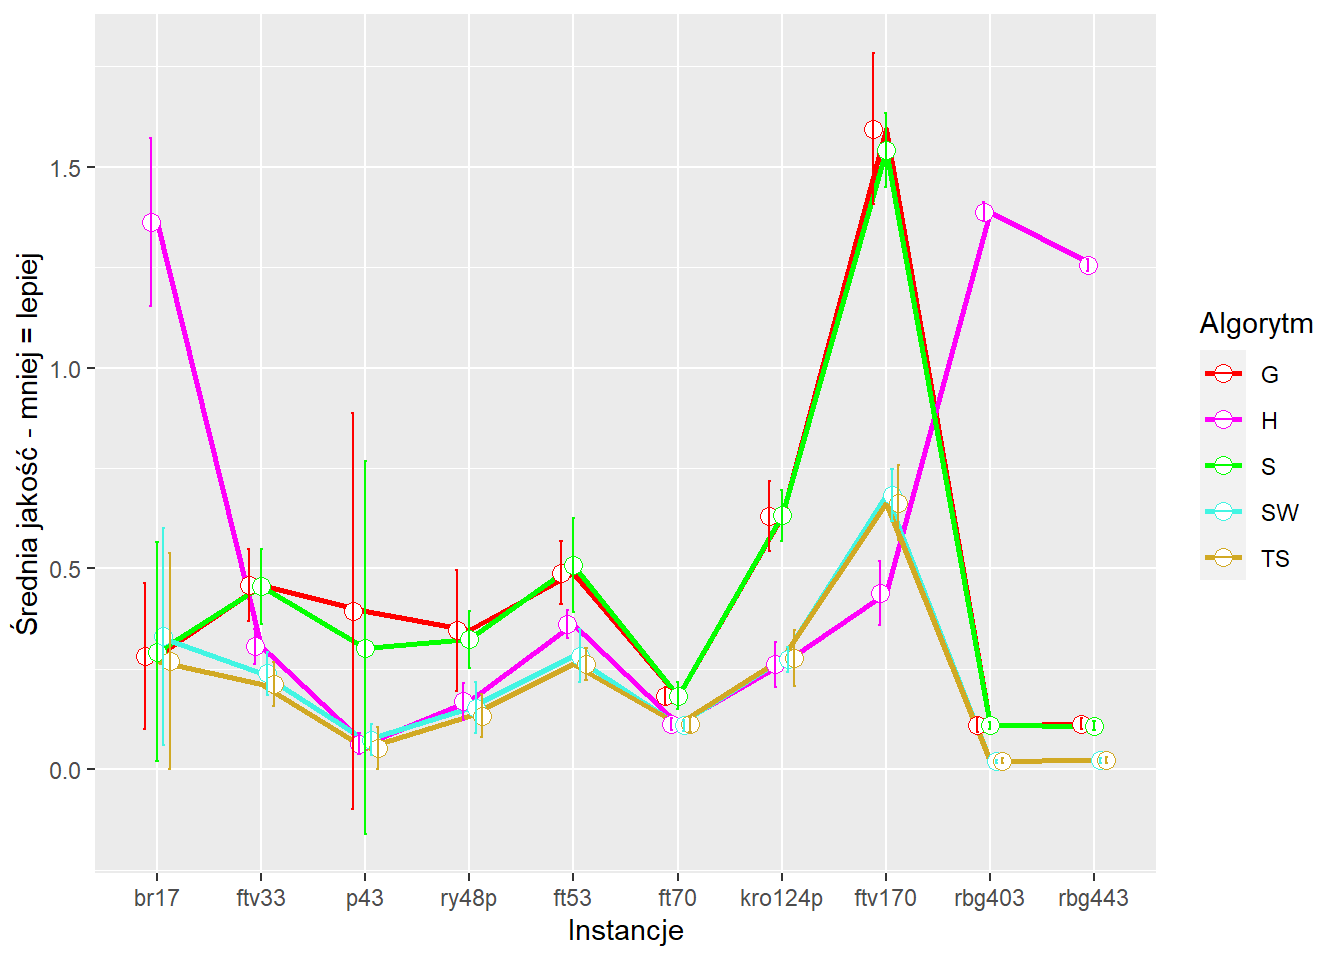 Średnia jakość - mniej = lepiej
1.5
1.0
0.5
0.0
br17 ftv33 p43 ry48p ft53 ft70 kro124p ftv170 rbg403 rbg443
Instancje
Algorytm
G
H
S
SW
TS